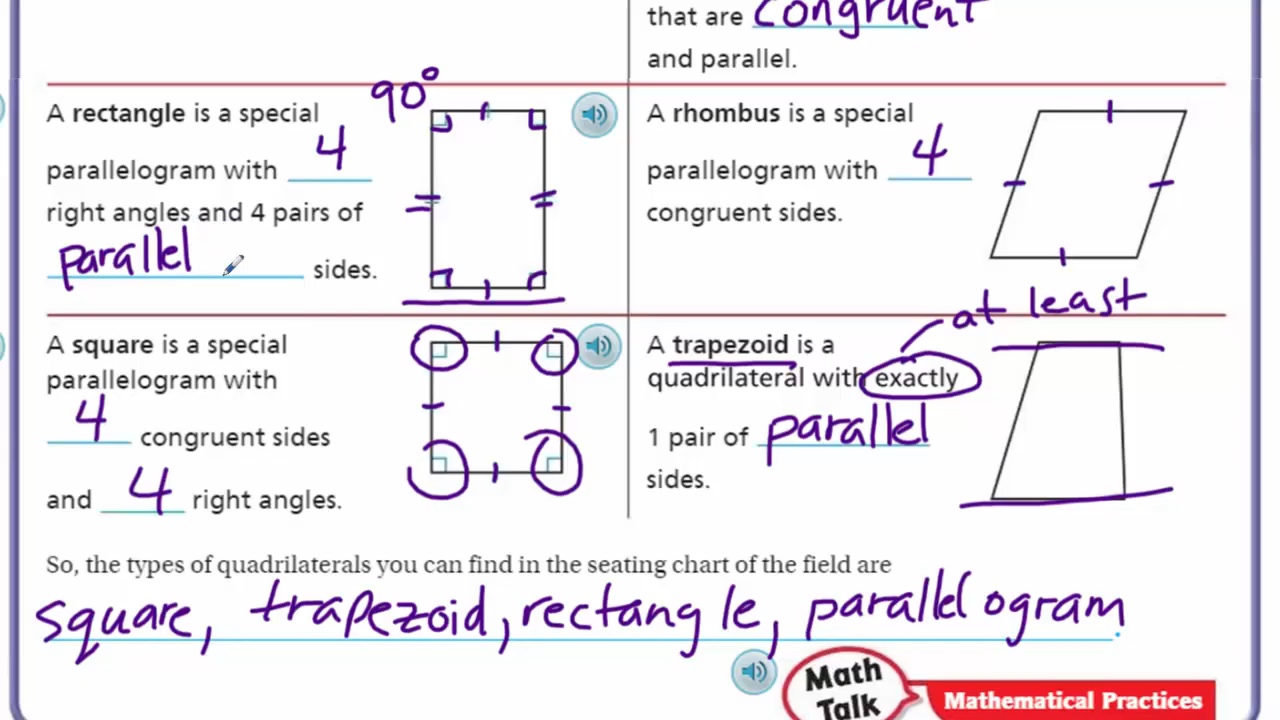 that are congruent
and parallel.
90°
A rectangle is a special
parallelogram with 4
right angles and 4 pairs of
parallel sides.
A rhombus is a special
parallelogram with 4
congruent sides.
A square is a special
parallelogram with
4 congruent sides
and 4 right angles.
at least
A trapezoid is a
quadrilateral with exactly
1 pair of parallel
sides.
So, the types of quadrilaterals you can find in the seating chart of the field are
square, trapezoid, rectangle, parallelogram.
Math
Talk
Mathematical Practices